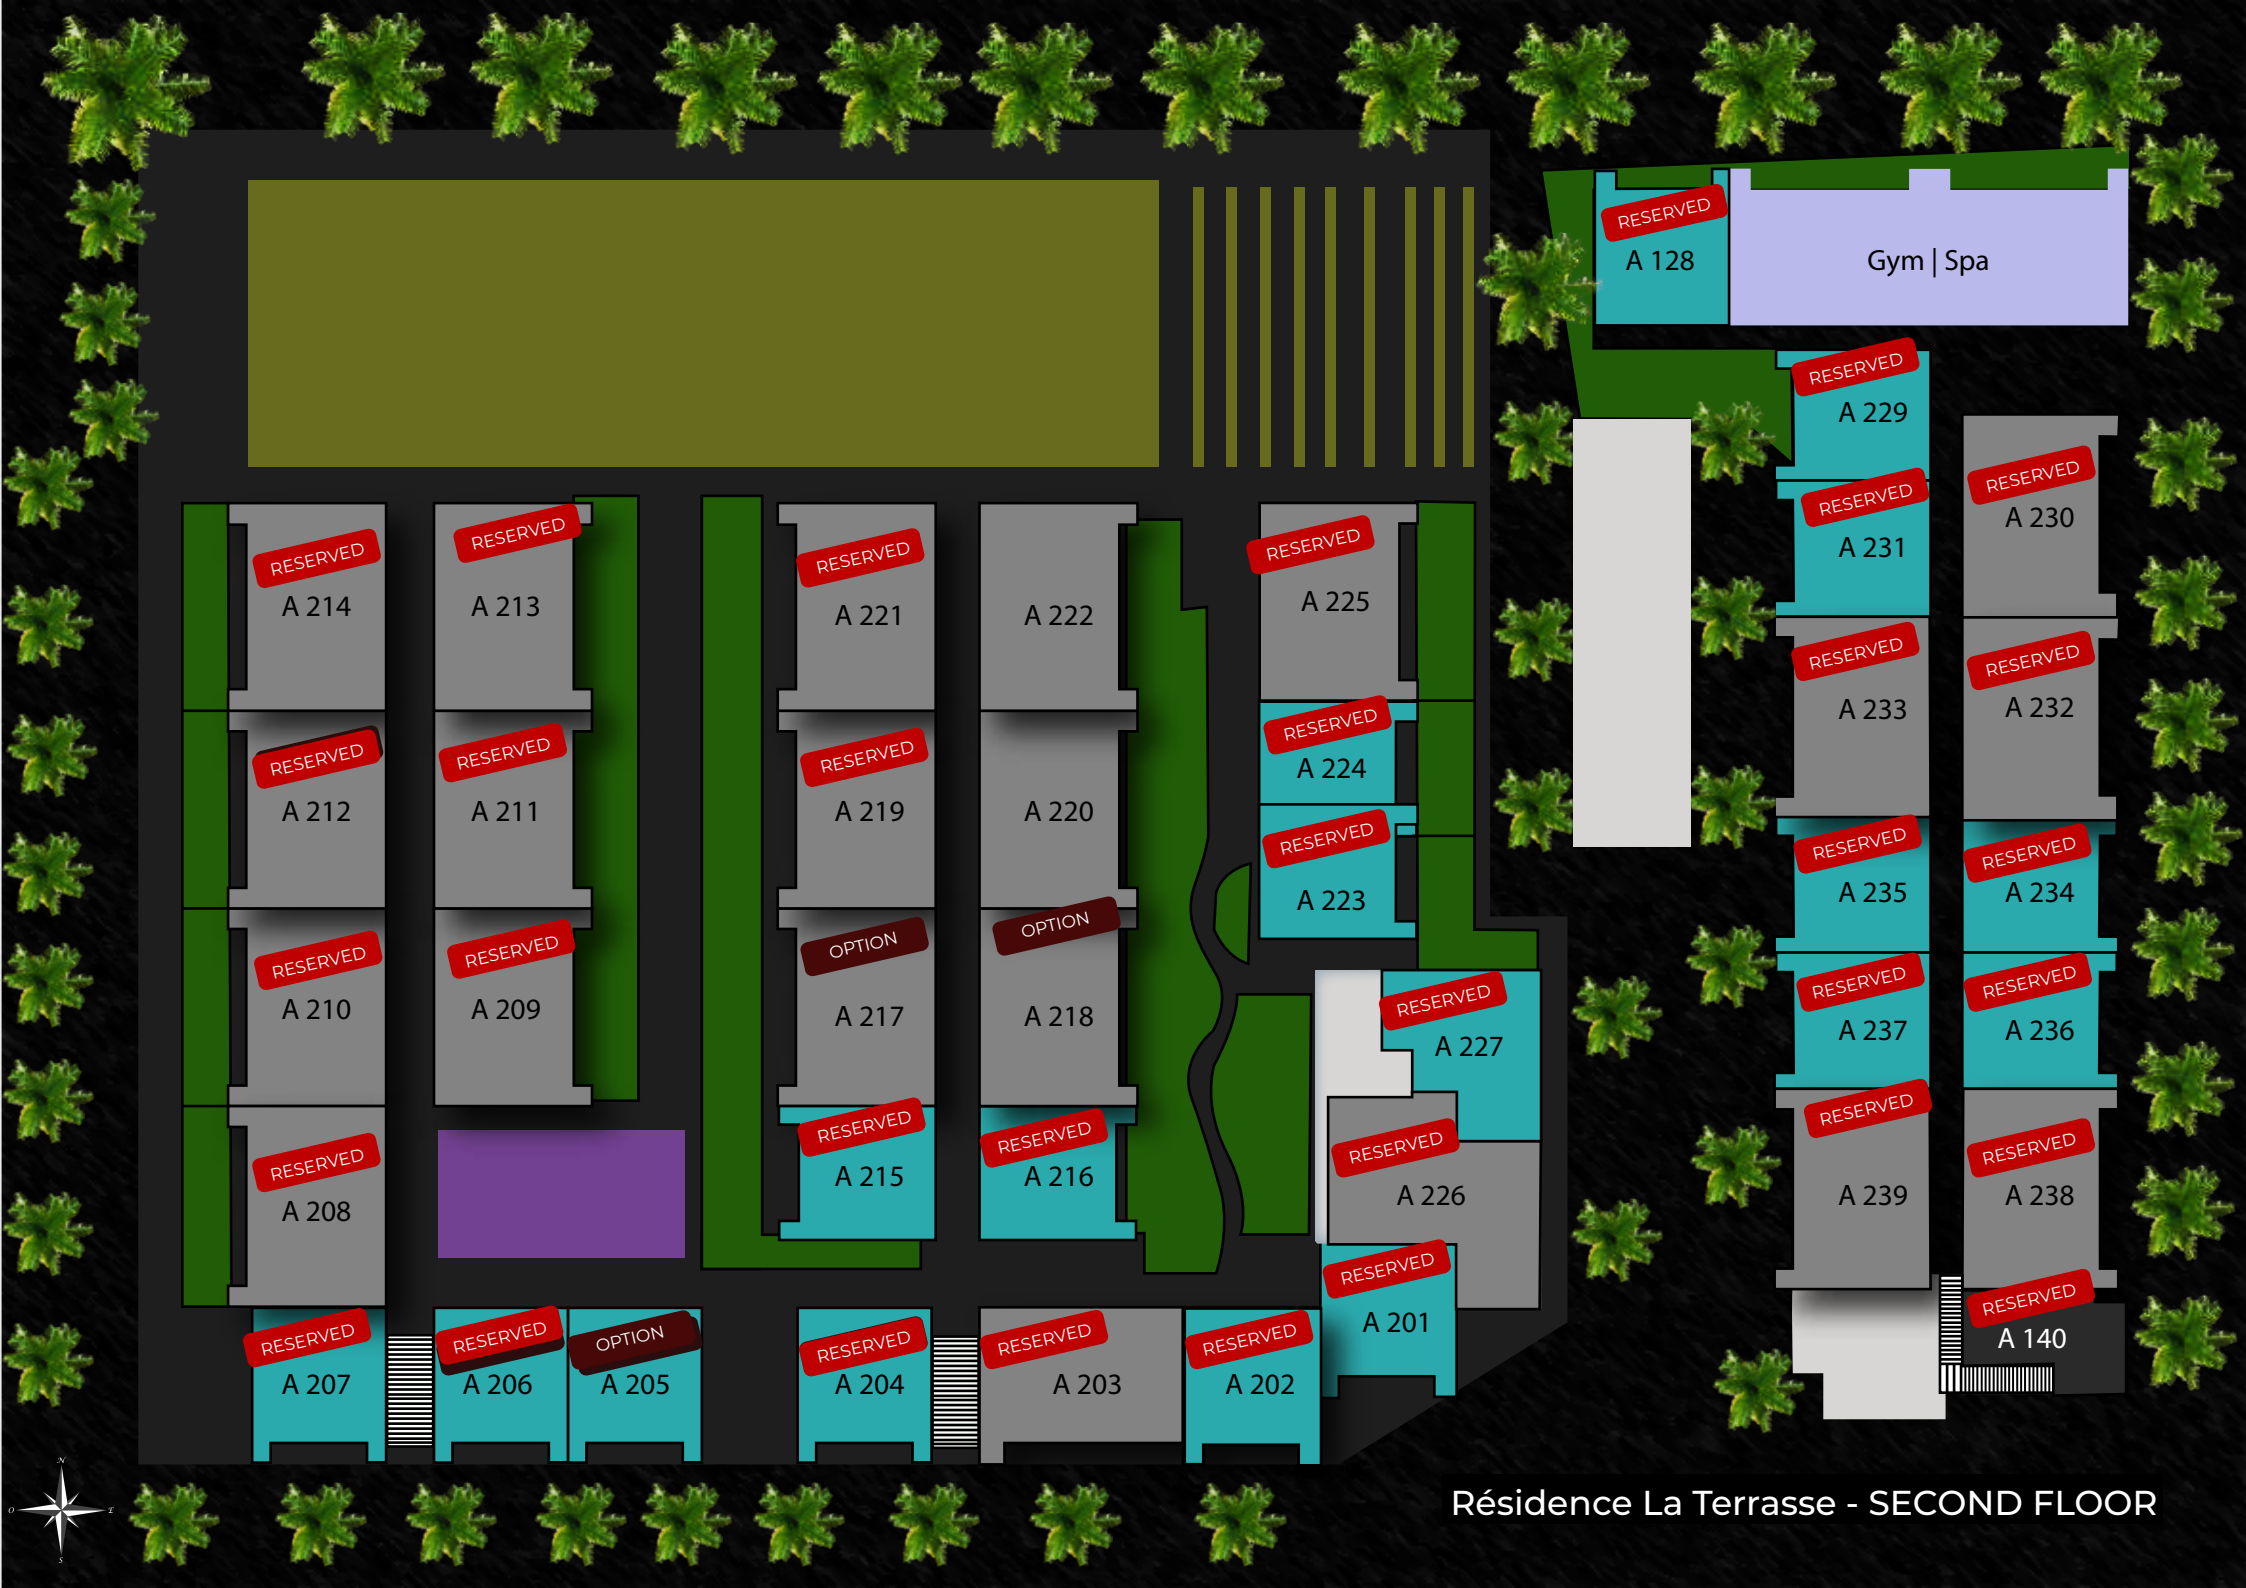 RESERVED
A 128
Gym | Spa
RESERVED
A 229
RESERVED
A 230
RESERVED
A 231
RESERVED
A 214
RESERVED
A 213
RESERVED
A 221
A 222
RESERVED
A 225
RESERVED
A 233
RESERVED
A 232
RESERVED
A 212
RESERVED
A 211
RESERVED
A 219
A 220
RESERVED
A 224
RESERVED
A 223
RESERVED
A 235
RESERVED
A 234
RESERVED
A 210
RESERVED
A 209
OPTION
A 217
OPTION
A 218
RESERVED
A 227
RESERVED
A 237
RESERVED
A 236
RESERVED
A 208
RESERVED
A 215
RESERVED
A 216
RESERVED
A 226
RESERVED
A 239
RESERVED
A 238
RESERVED
A 207
RESERVED
A 206
OPTION
A 205
RESERVED
A 204
RESERVED
A 203
RESERVED
A 202
RESERVED
A 201
RESERVED
A 140
N
O
E
S
Résidence La Terrasse - SECOND FLOOR